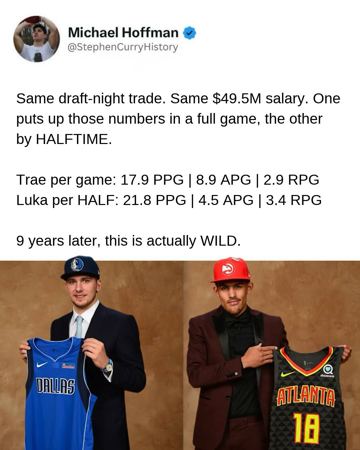 Michael Hoffman
@StephenCurryHistory
Same draft-night trade. Same $49.5M salary. One
puts up those numbers in a full game, the other
by HALFTIME.
Trae per game: 17.9 PPG | 8.9 APG | 2.9 RPG
Luka per HALF: 21.8 PPG | 4.5 APG | 3.4 RPG
9 years later, this is actually WILD.
DALLAS
ATLANTA
18